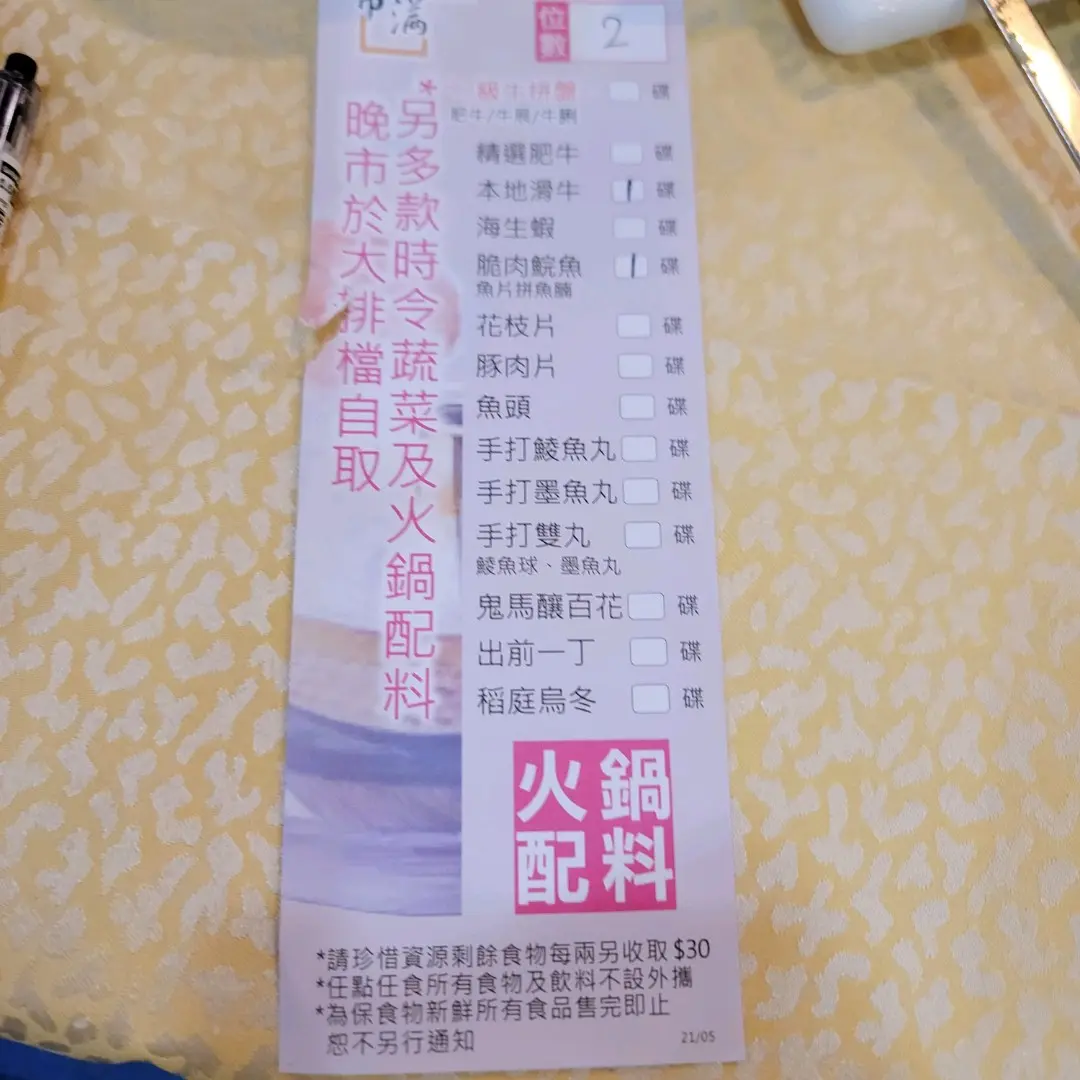 滿
位數 2
級牛拼盤 碟
精選肥牛 碟
本地滑牛 1 碟
海生蝦 碟
脆肉鯇魚 1 碟
魚片拼魚腩
花枝片 碟
豚肉片 碟
魚頭 碟
手打鯪魚丸 碟
手打墨魚丸 碟
手打雙丸 碟
鯪魚球、墨魚丸
鬼馬釀百花 碟
出前一丁 碟
稻庭烏冬 碟
*另多款時令蔬菜及火鍋配料
晚市於大排檔自取
火鍋
配料
*請珍惜資源剩餘食物每兩另收取$30
*任點任食所有食物及飲料不設外攜
*為保食物新鮮所有食品售完即止
恕不另行通知
21/05